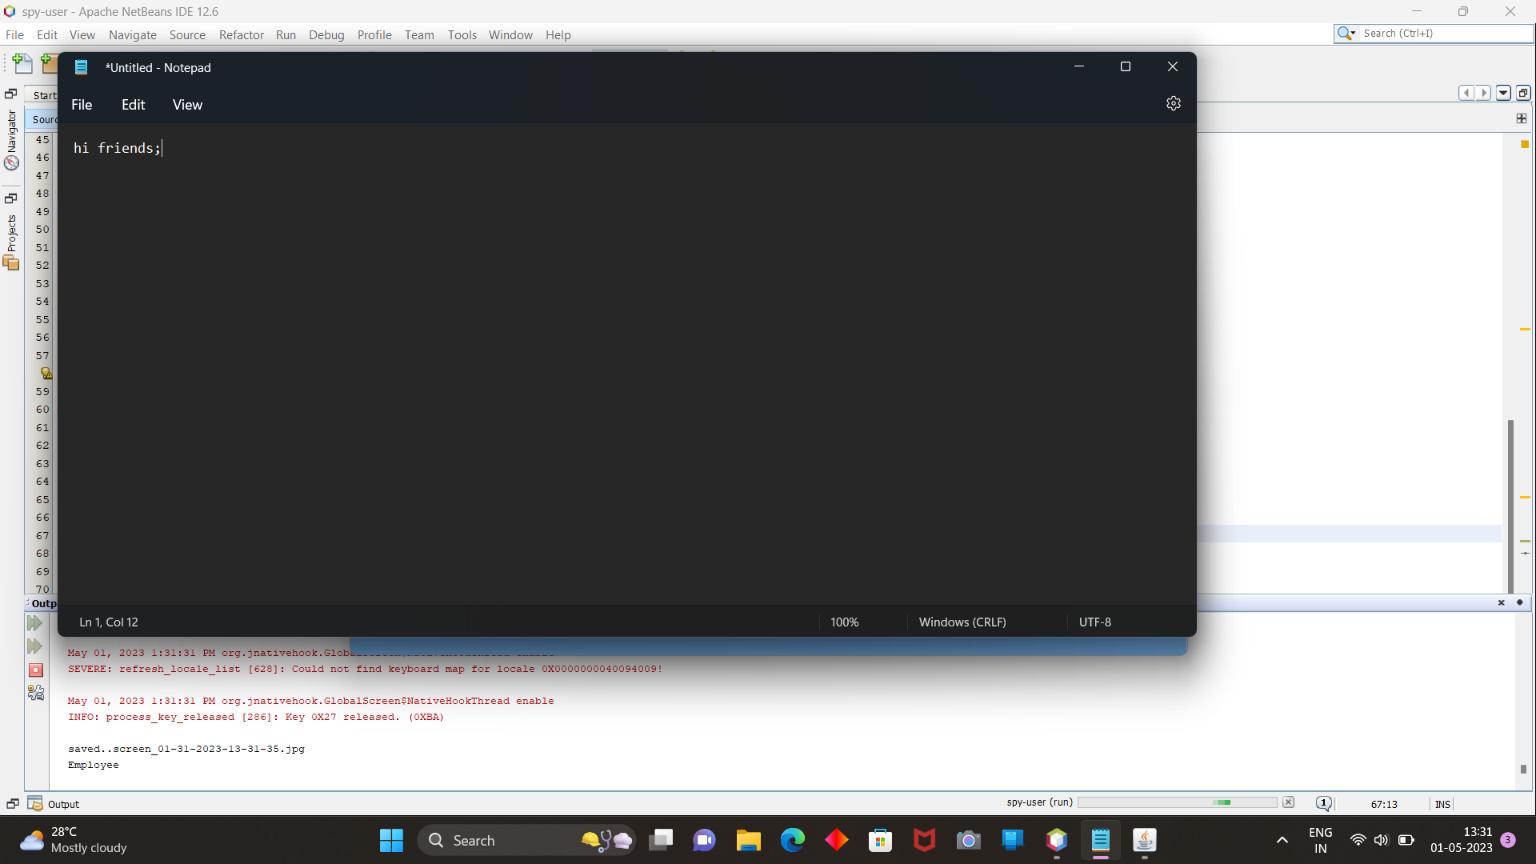 spy-user - Apache NetBeans IDE 12.6
File Edit View Navigate Source Refactor Run Debug Profile Team Tools Window Help
Search (Ctrl+I)
*Untitled - Notepad
File Edit View
hi friends;
Ln 1, Col 12 100% Windows (CRLF) UTF-8
Start
Navigator
Projects
45
46
47
48
49
50
51
52
53
54
55
56
57
59
60
61
62
63
64
65
66
67
68
69
70
May 01, 2023 1:31:31 PM org.jnativehook.GlobalScreen$NativeHookThread enable
SEVERE: refresh_locale_list [628]: Could not find keyboard map for locale 0X0000000040094009!
May 01, 2023 1:31:31 PM org.jnativehook.GlobalScreen$NativeHookThread enable
INFO: process_key_released [286]: Key 0X27 released. (0XBA)
saved..screen_01-31-2023-13-31-35.jpg
Employee
Output
spy-user (run) 1 67:13 INS
28°C
Mostly cloudy
Search
ENG
IN
13:31
01-05-2023
3